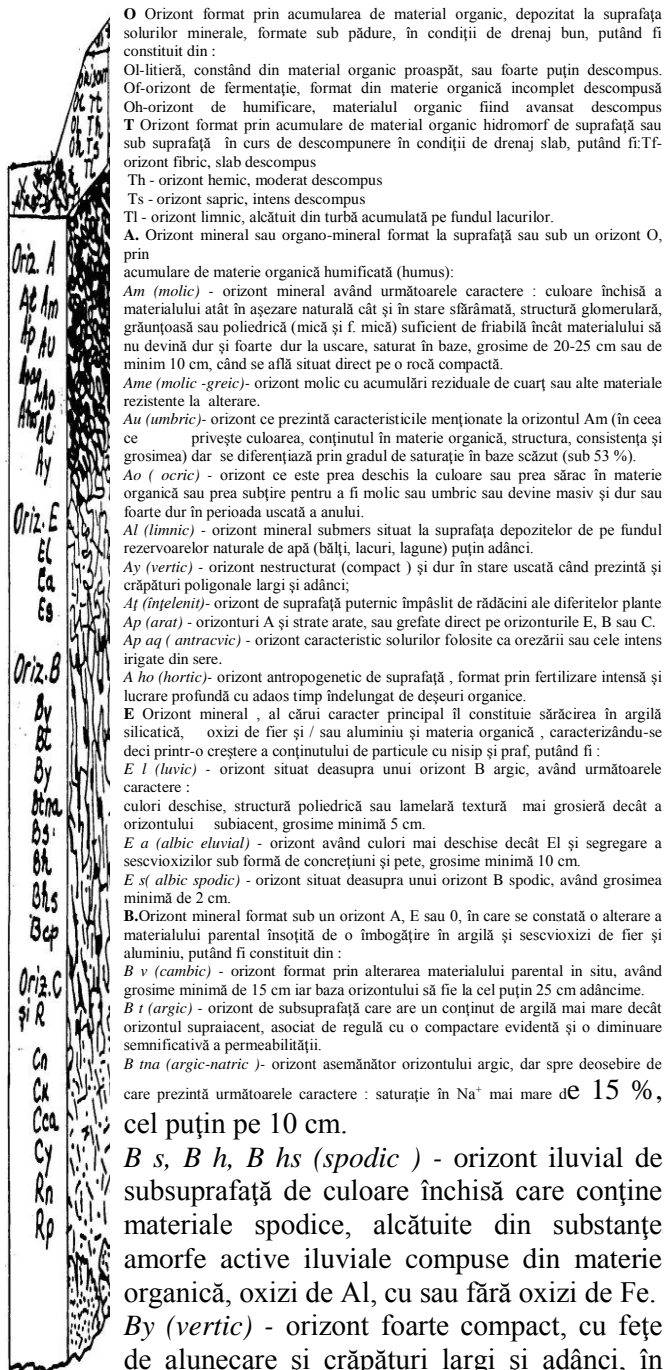 orizont
Ol Tf
Of Th
Oh Ts
Tl
Oriz. A
At Am
Ap Au
Apaq Ao
Aho Al
Ay
Oriz. E
El
Ea
Es
Oriz. B
Bv
Bt
By
Btna
Bs
Bh
Bhs
Bcp
Oriz. C
și R
Cn
Cx
Cca
Cy
Rn
Rp
O Orizont format prin acumularea de material organic, depozitat la suprafaţa
solurilor minerale, formate sub pădure, în condiţii de drenaj bun, putând fi
constituit din :
Ol-litieră, constând din material organic proaspăt, sau foarte puţin descompus.
Of-orizont de fermentaţie, format din materie organică incomplet descompusă
Oh-orizont de humificare, materialul organic fiind avansat descompus
T Orizont format prin acumulare de material organic hidromorf de suprafaţă sau
sub suprafaţă în curs de descompunere în condiţii de drenaj slab, putând fi:Tf-
orizont fibric, slab descompus
Th - orizont hemic, moderat descompus
Ts - orizont sapric, intens descompus
Tl - orizont limnic, alcătuit din turbă acumulată pe fundul lacurilor.
A. Orizont mineral sau organo-mineral format la suprafaţă sau sub un orizont O,
prin
acumulare de materie organică humificată (humus):
Am (molic) - orizont mineral având următoarele caractere : culoare închisă a
materialului atât în aşezare naturală cât şi în stare sfărâmată, structură glomerulară,
grăunţoasă sau poliedrică (mică şi f. mică) suficient de friabilă încât materialului să
nu devină dur şi foarte dur la uscare, saturat în baze, grosime de 20-25 cm sau de
minim 10 cm, când se află situat direct pe o rocă compactă.
Ame (molic -greic)- orizont molic cu acumulări reziduale de cuarţ sau alte materiale
rezistente la alterare.
Au (umbric)- orizont ce prezintă caracteristicile menţionate la orizontul Am (în ceea
ce priveşte culoarea, conţinutul în materie organică, structura, consistenţa şi
grosimea) dar se diferenţiază prin gradul de saturaţie în baze scăzut (sub 53 %).
Ao ( ocric) - orizont ce este prea deschis la culoare sau prea sărac în materie
organică sau prea subţire pentru a fi molic sau umbric sau devine masiv şi dur sau
foarte dur în perioada uscată a anului.
Al (limnic) - orizont mineral submers situat la suprafaţa depozitelor de pe fundul
rezervoarelor naturale de apă (bălţi, lacuri, lagune) puţin adânci.
Ay (vertic) - orizont nestructurat (compact ) şi dur în stare uscată când prezintă şi
crăpături poligonale largi şi adânci;
Aţ (înţelenit)- orizont de suprafaţă puternic împâslit de rădăcini ale diferitelor plante
Ap (arat) - orizonturi A şi strate arate, sau grefate direct pe orizonturile E, B sau C.
Ap aq ( antracvic) - orizont caracteristic solurilor folosite ca orezării sau cele intens
irigate din sere.
A ho (hortic)- orizont antropogenetic de suprafaţă , format prin fertilizare intensă şi
lucrare profundă cu adaos timp îndelungat de deşeuri organice.
E Orizont mineral , al cărui caracter principal îl constituie sărăcirea în argilă
silicatică, oxizi de fier şi / sau aluminiu şi materia organică , caracterizându-se
deci printr-o creştere a conţinutului de particule cu nisip şi praf, putând fi :
E l (luvic) - orizont situat deasupra unui orizont B argic, având următoarele
caractere :
culori deschise, structură poliedrică sau lamelară textură mai grosieră decât a
orizontului subiacent, grosime minimă 5 cm.
E a (albic eluvial) - orizont având culori mai deschise decât El şi segregare a
sescvioxizilor sub formă de concreţiuni şi pete, grosime minimă 10 cm.
E s( albic spodic) - orizont situat deasupra unui orizont B spodic, având grosimea
minimă de 2 cm.
B.Orizont mineral format sub un orizont A, E sau 0, în care se constată o alterare a
materialului parental însoţită de o îmbogăţire în argilă şi sescvioxizi de fier şi
aluminiu, putând fi constituit din :
B v (cambic) - orizont format prin alterarea materialului parental in situ, având
grosime minimă de 15 cm iar baza orizontului să fie la cel puţin 25 cm adâncime.
B t (argic) - orizont de subsuprafaţă care are un conţinut de argilă mai mare decât
orizontul supraiacent, asociat de regulă cu o compactare evidentă şi o diminuare
semnificativă a permeabilităţii.
B tna (argic-natric )- orizont asemănător orizontului argic, dar spre deosebire de
care prezintă următoarele caractere : saturaţie în Na+ mai mare de 15 %,
cel puţin pe 10 cm.
B s, B h, B hs (spodic ) - orizont iluvial de
subsuprafaţă de culoare închisă care conţine
materiale spodice, alcătuite din substanţe
amorfe active iluviale compuse din materie
organică, oxizi de Al, cu sau fără oxizi de Fe.
By (vertic) - orizont foarte compact, cu feţe
de alunecare şi crăpături largi şi adânci, în